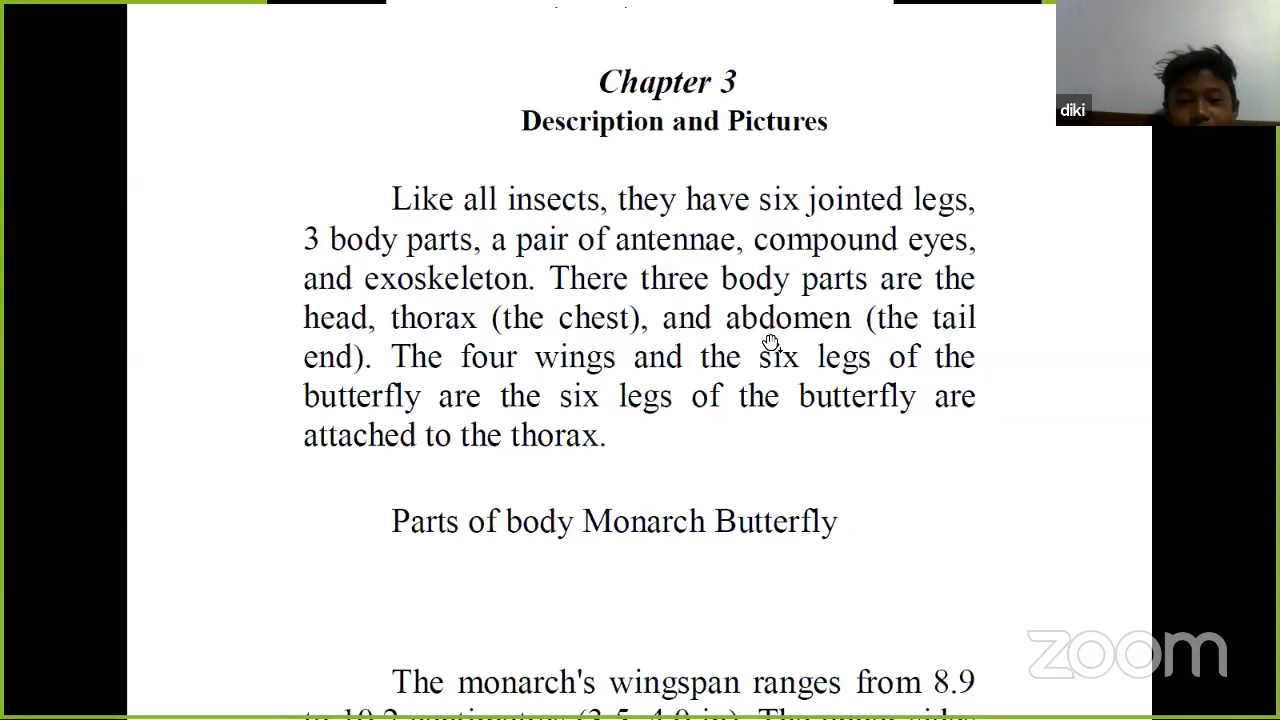 Chapter 3
Description and Pictures
diki
Like all insects, they have six jointed legs,
3 body parts, a pair of antennae, compound eyes,
and exoskeleton. There three body parts are the
head, thorax (the chest), and abdomen (the tail
end). The four wings and the six legs of the
butterfly are the six legs of the butterfly are
attached to the thorax.
Parts of body Monarch Butterfly
The monarch's wingspan ranges from 8.9
zoom